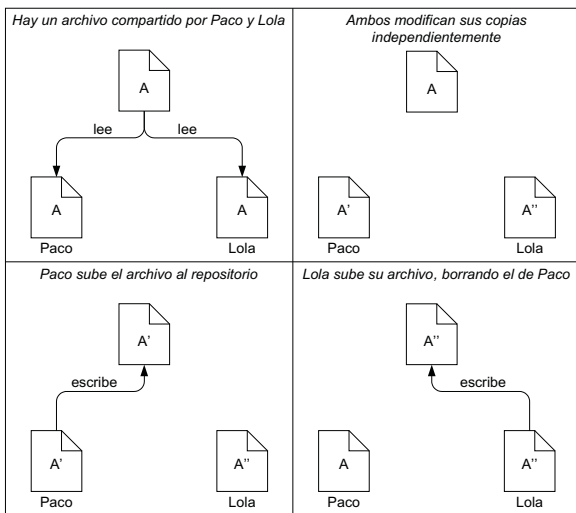 Hay un archivo compartido por Paco y Lola
A
lee
lee
A
A
Paco
Lola
Ambos modifican sus copias
independientemente
A
A'
A''
Paco
Lola
Paco sube el archivo al repositorio
A'
escribe
A'
A''
Paco
Lola
Lola sube su archivo, borrando el de Paco
A''
escribe
A
A''
Paco
Lola